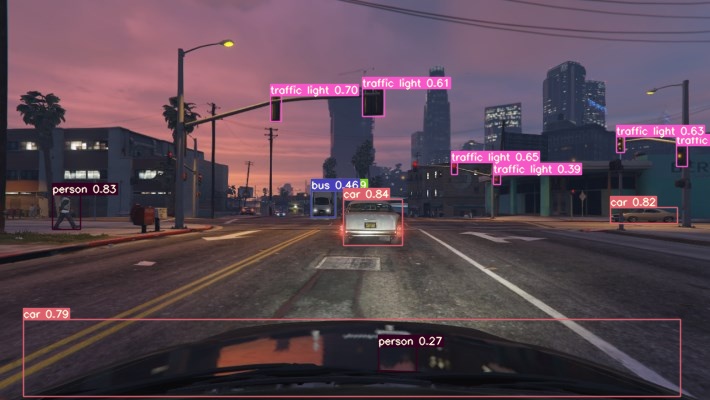 traffic light 0.70
traffic light 0.61
traffic light 0.63
traffic
traffic light 0.65
traffic light 0.39
person 0.83
bus 0.46
car 0.84
car 0.82
car 0.79
person 0.27